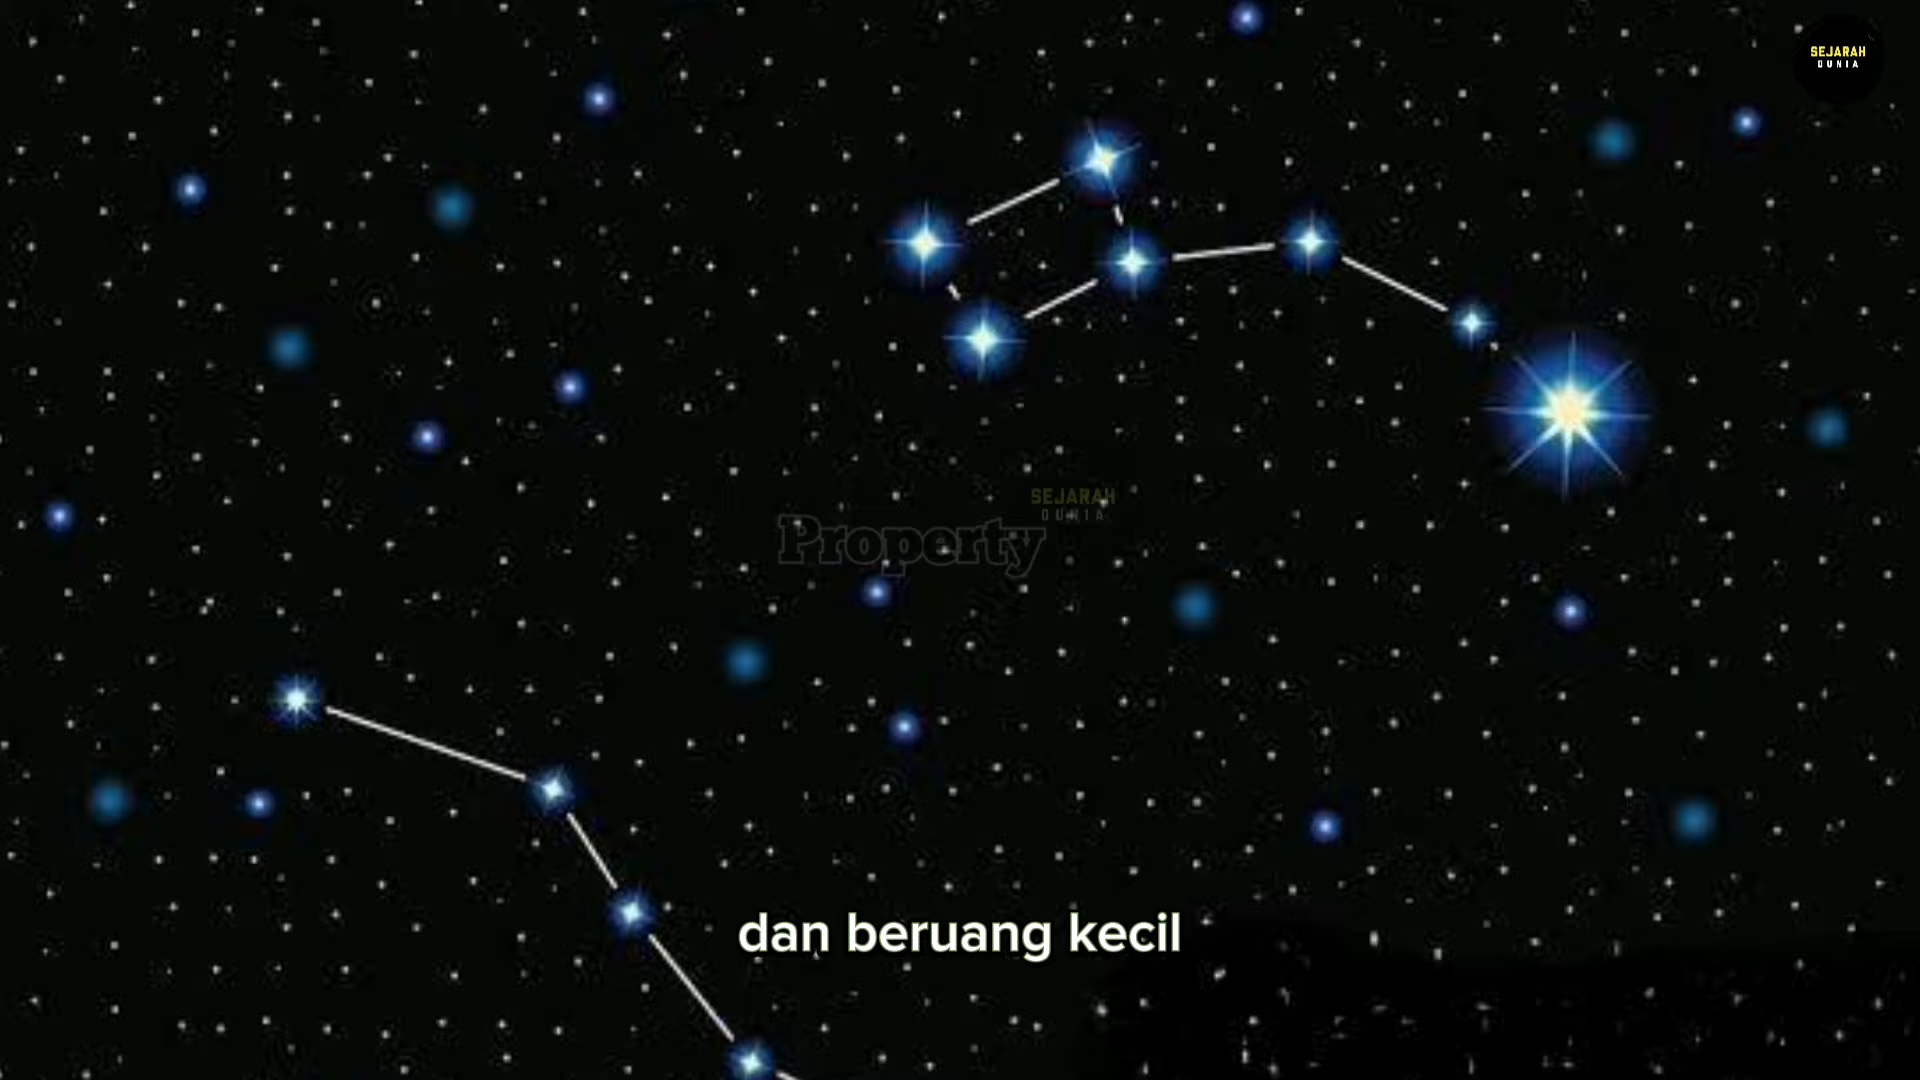 SEJARAH
DUNIA
SEJARAH
DUNIA
Property
dan beruang kecil